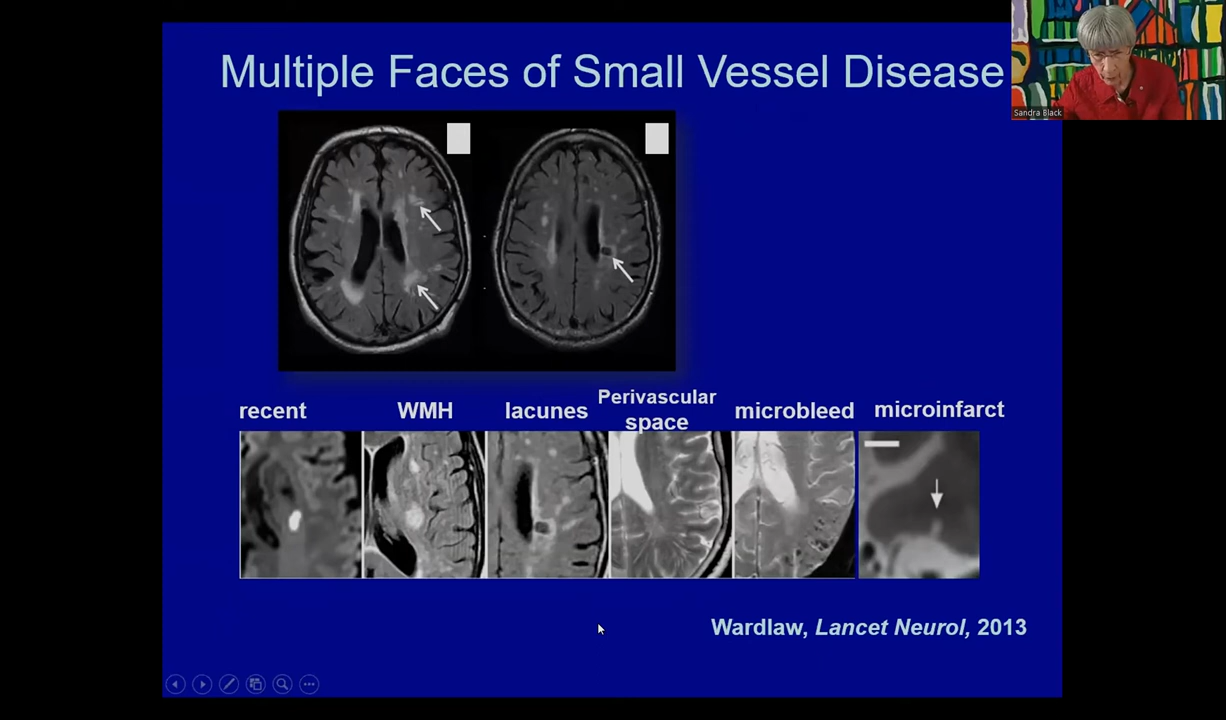 Multiple Faces of Small Vessel Disease
Sandra Black
recent
WMH
lacunes
Perivascular
space
microbleed
microinfarct
Wardlaw, Lancet Neurol, 2013